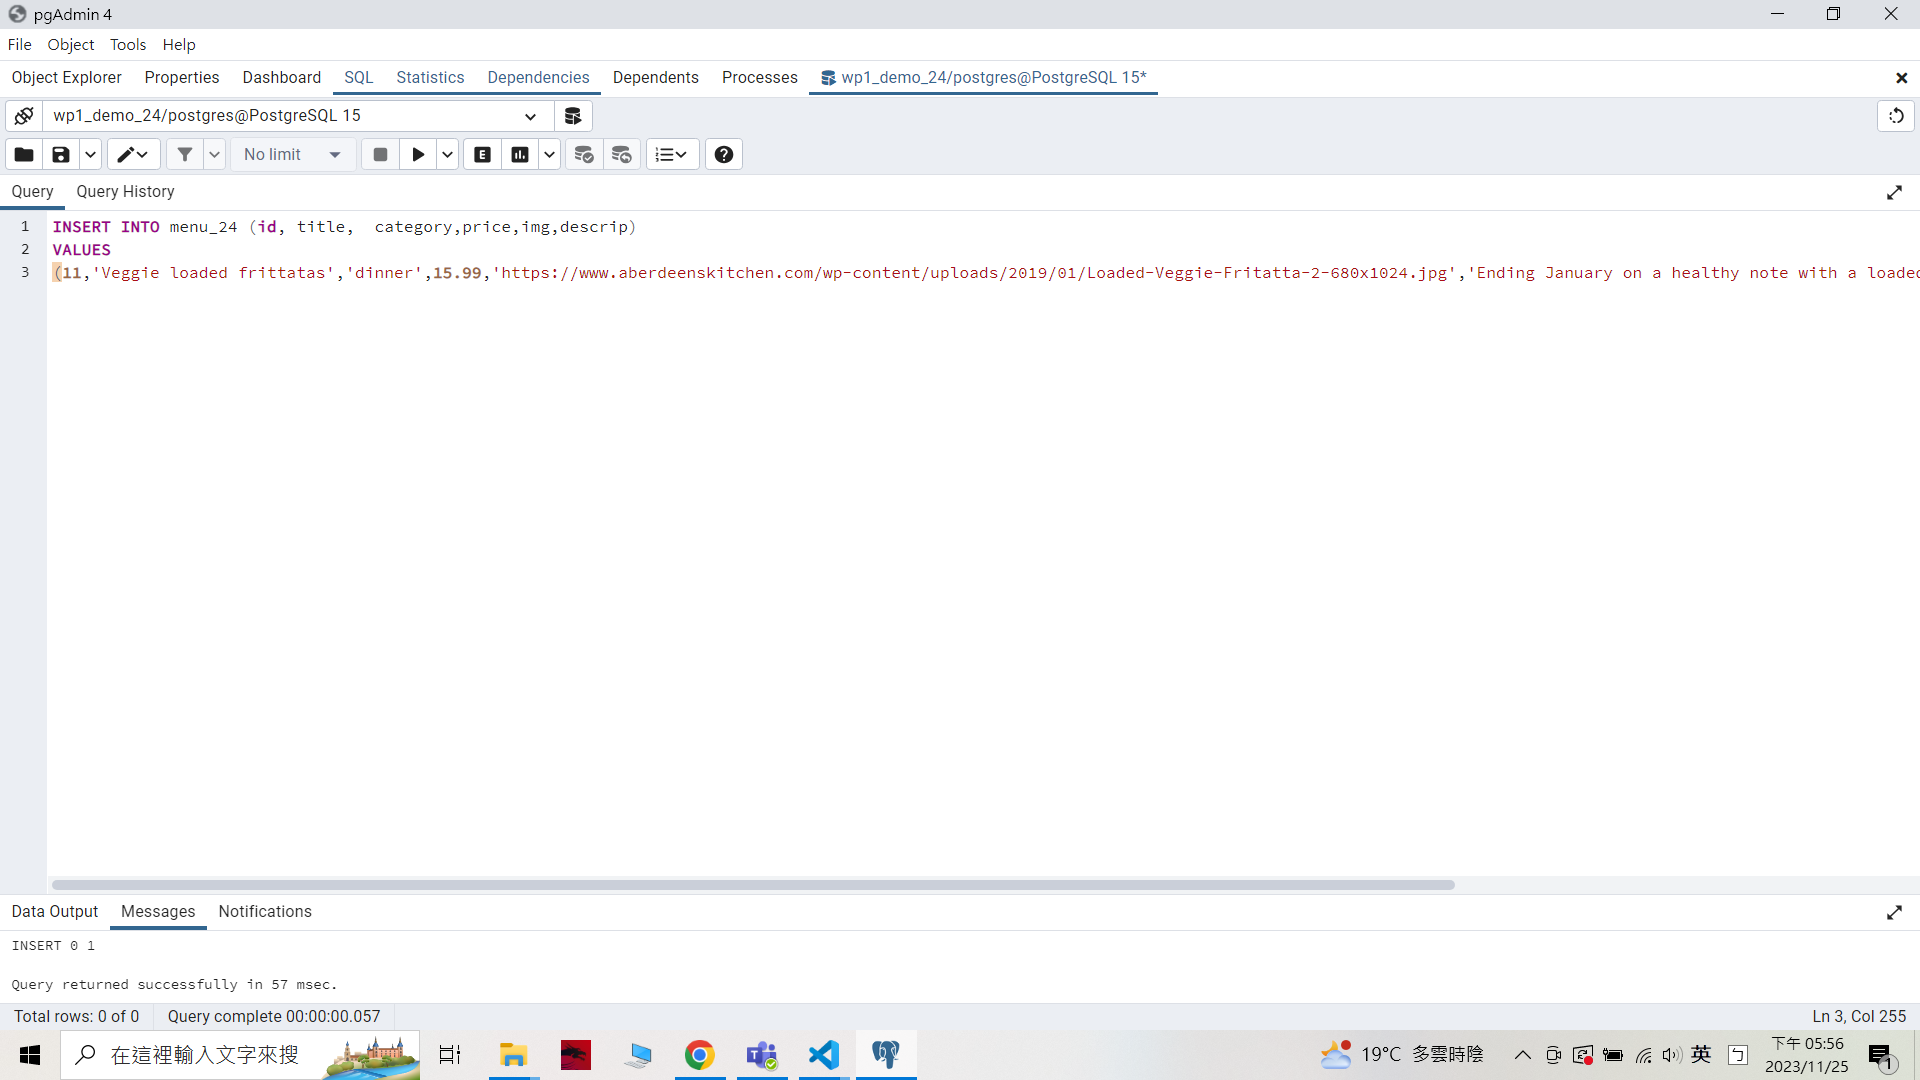 pgAdmin 4
File Object Tools Help
Object Explorer Properties Dashboard SQL Statistics Dependencies Dependents Processes wp1_demo_24/postgres@PostgreSQL 15*
wp1_demo_24/postgres@PostgreSQL 15
No limit E
Query Query History
1 INSERT INTO menu_24 (id, title,  category,price,img,descrip)
2 VALUES
3 (11,'Veggie loaded frittatas','dinner',15.99,'https://www.aberdeenskitchen.com/wp-content/uploads/2019/01/Loaded-Veggie-Fritatta-2-680x1024.jpg','Ending January on a healthy note with a loaded
Data Output Messages Notifications
INSERT 0 1
Query returned successfully in 57 msec.
Total rows: 0 of 0 Query complete 00:00:00.057 Ln 3, Col 255
在這裡輸入文字來搜 19°C 多雲時陰 英 ㄅ 下午 05:56
2023/11/25 1